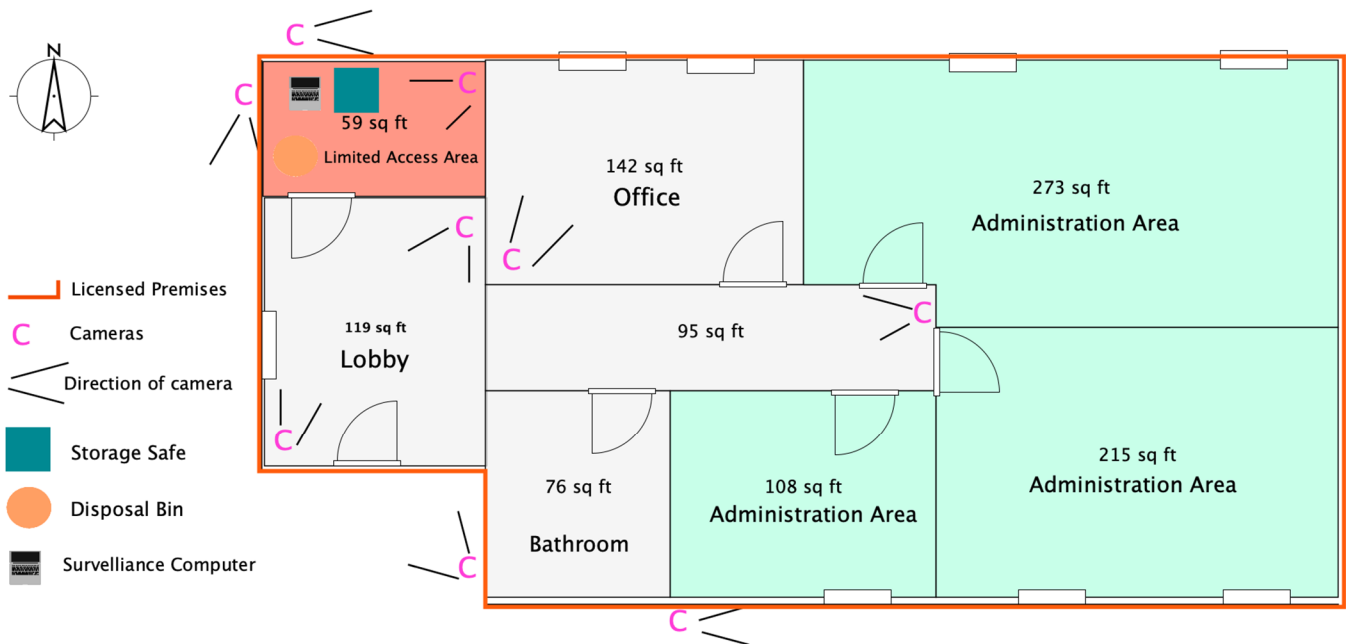 C
N
C
C
59 sq ft
Limited Access Area
142 sq ft
Office
273 sq ft
Administration Area
C
C
Licensed Premises
C
95 sq ft
C
Cameras
119 sq ft
Lobby
Direction of camera
C
Storage Safe
215 sq ft
Administration Area
76 sq ft
108 sq ft
Administration Area
Disposal Bin
Bathroom
Survelliance Computer
C
C